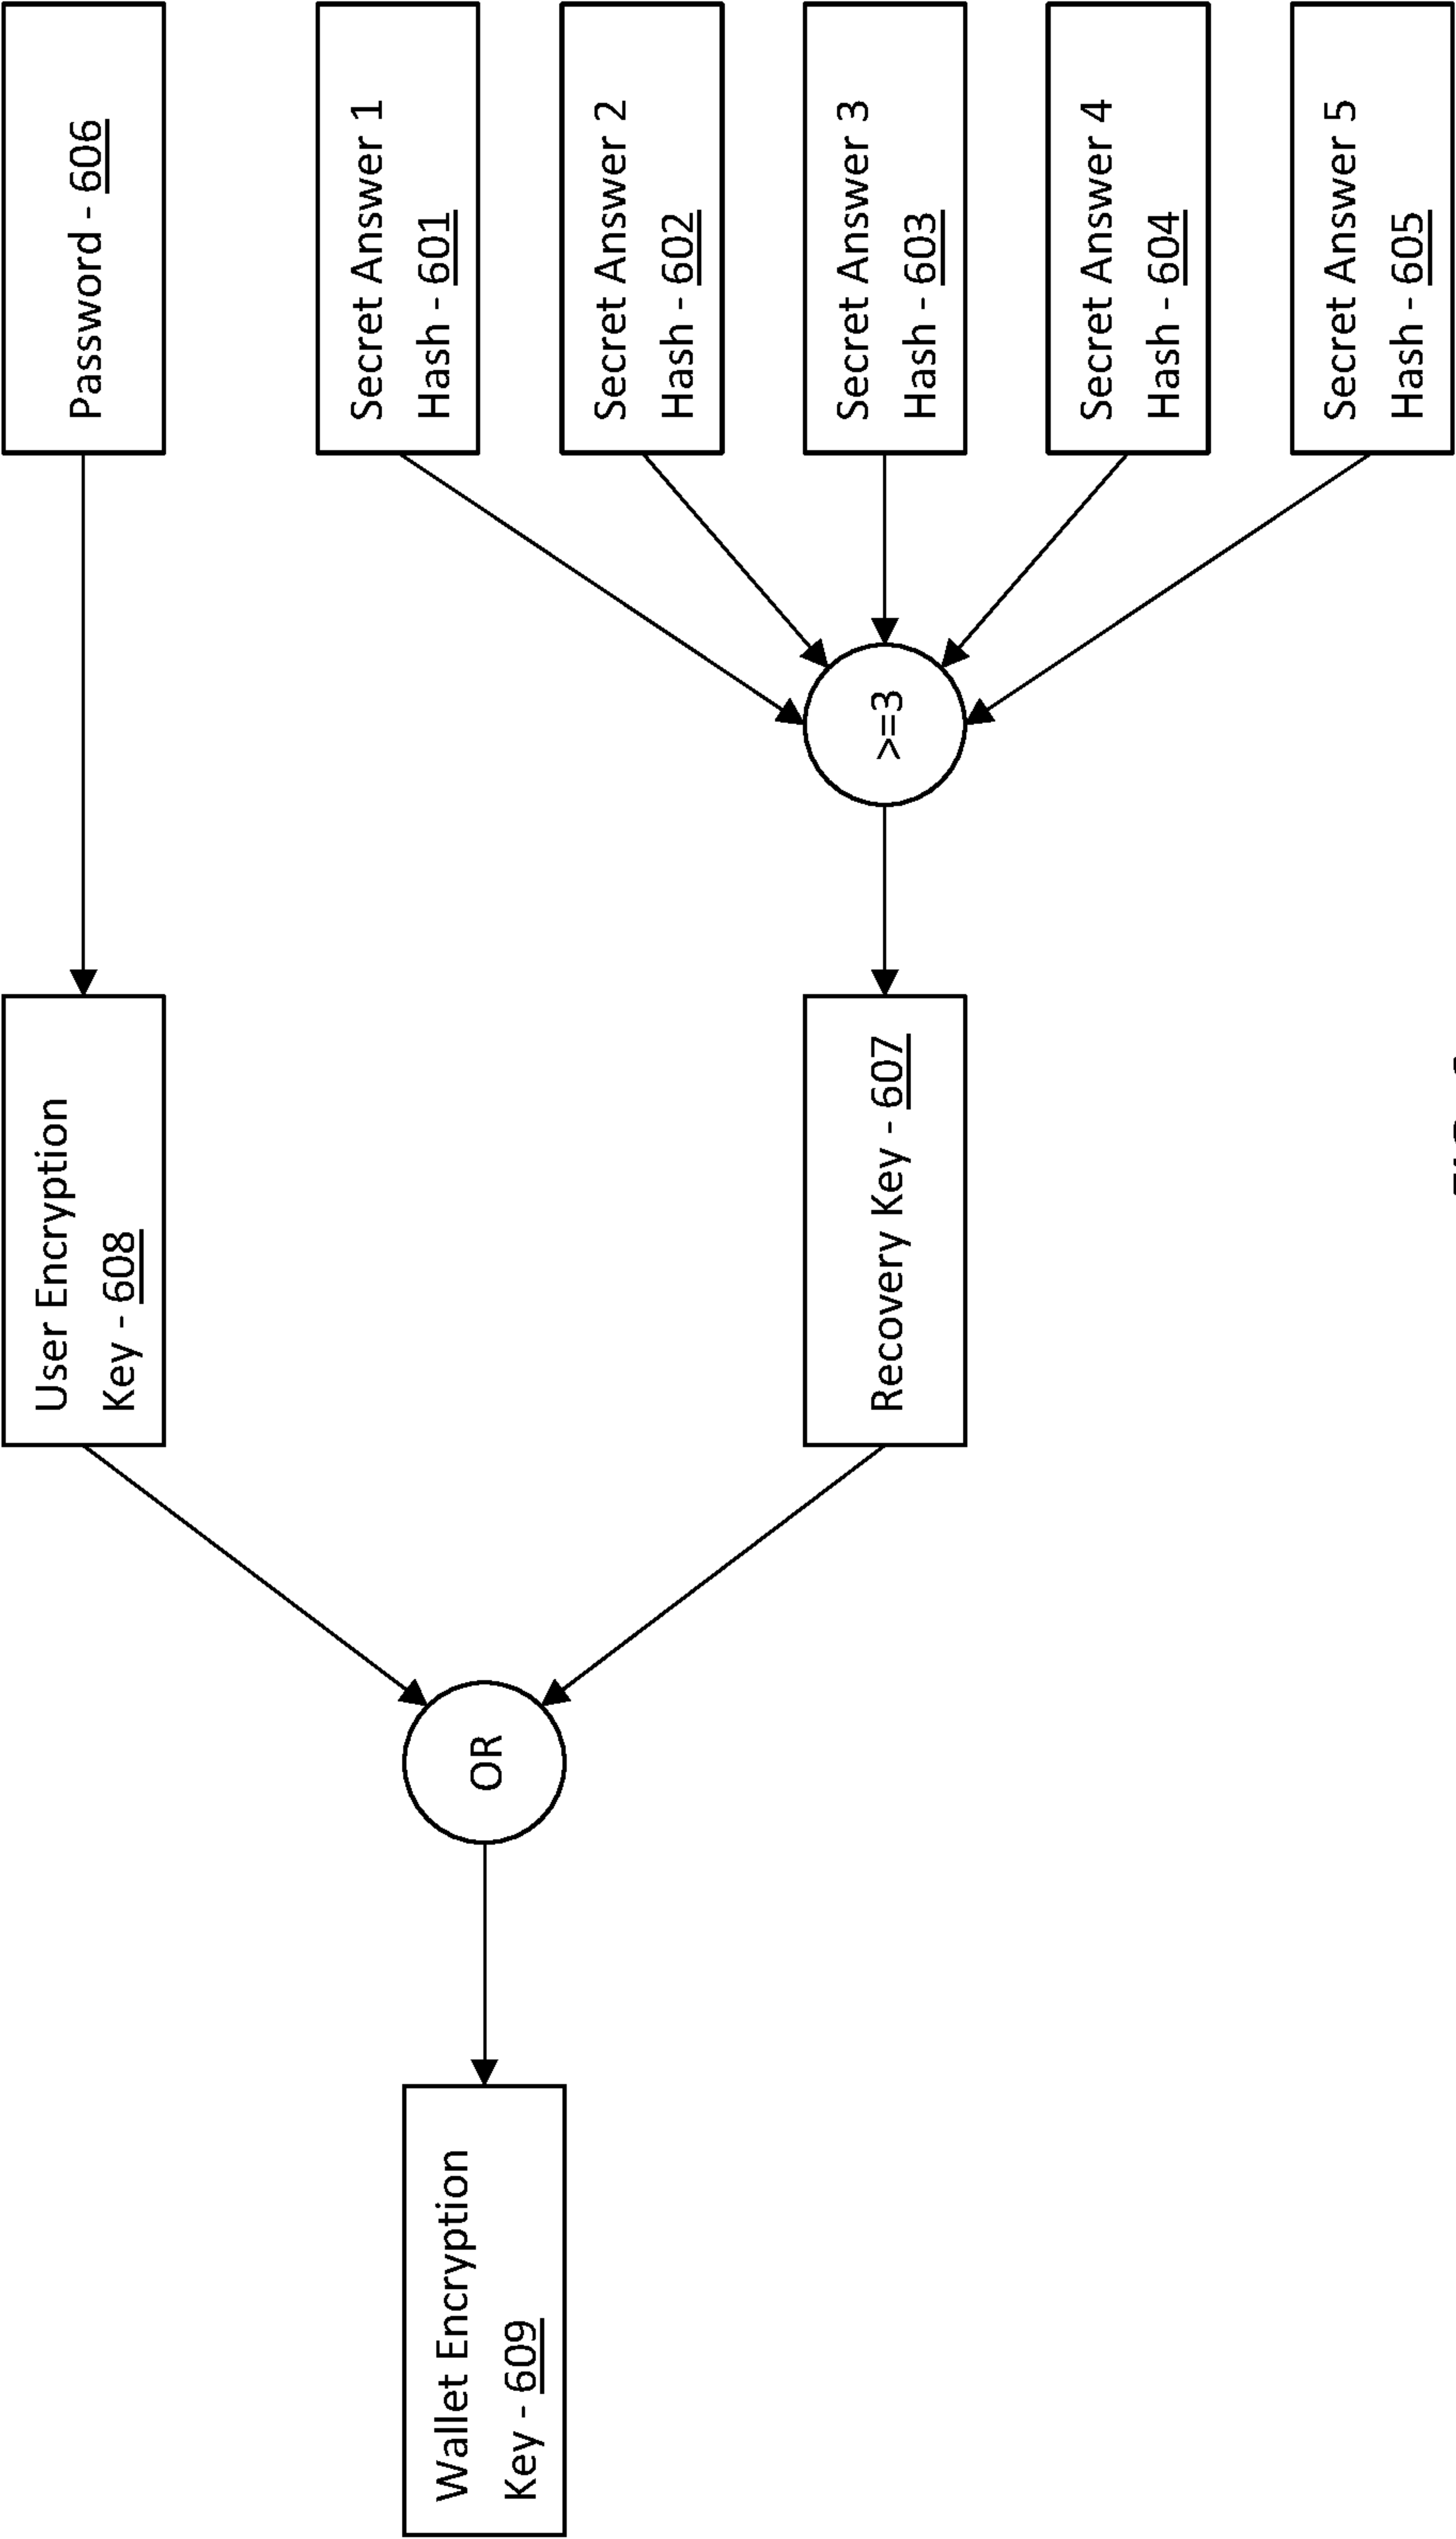 User Encryption
Key - 608
Password - 606
Secret Answer 1
Hash - 601
Wallet Encryption
Key - 609
OR
Secret Answer 2
Hash - 602
Recovery Key - 607
>=3
Secret Answer 3
Hash - 603
Secret Answer 4
Hash - 604
Secret Answer 5
Hash - 605